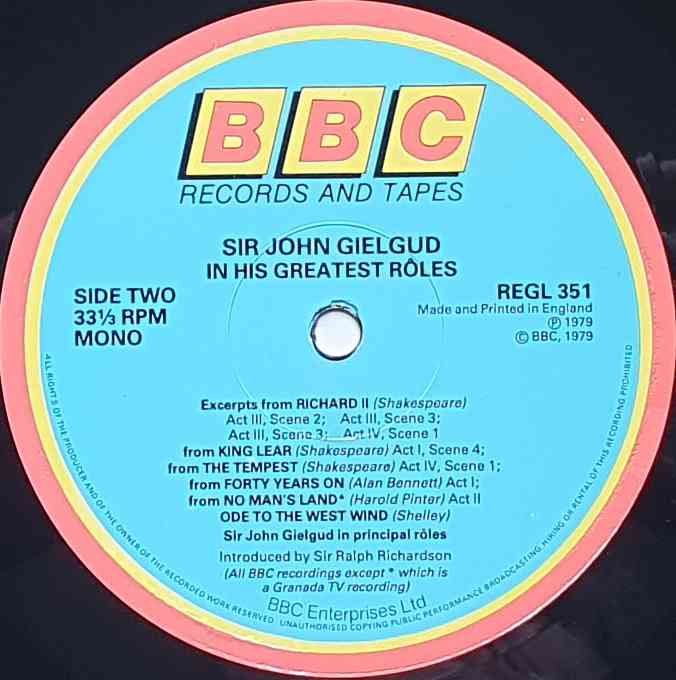 BBC
RECORDS AND TAPES
SIR JOHN GIELGUD
IN HIS GREATEST RÔLES
SIDE TWO
33⅓ RPM
MONO
REGL 351
Made and Printed in England
Ⓟ 1979
© BBC, 1979
Excerpts from RICHARD II (Shakespeare)
Act III, Scene 2; Act III, Scene 3;
Act III, Scene 3; Act IV, Scene 1
from KING LEAR (Shakespeare) Act I, Scene 4;
from THE TEMPEST (Shakespeare) Act IV, Scene 1;
from FORTY YEARS ON (Alan Bennett) Act I;
from NO MAN'S LAND* (Harold Pinter) Act II
ODE TO THE WEST WIND (Shelley)
Sir John Gielgud in principal rôles
Introduced by Sir Ralph Richardson
(All BBC recordings except * which is
a Granada TV recording)
BBC Enterprises Ltd
ALL RIGHTS OF THE PRODUCER AND OF THE OWNER OF THE RECORDED WORK RESERVED UNAUTHORISED COPYING PUBLIC PERFORMANCE BROADCASTING, HIRING OR RENTAL OF THIS RECORDING PROHIBITED